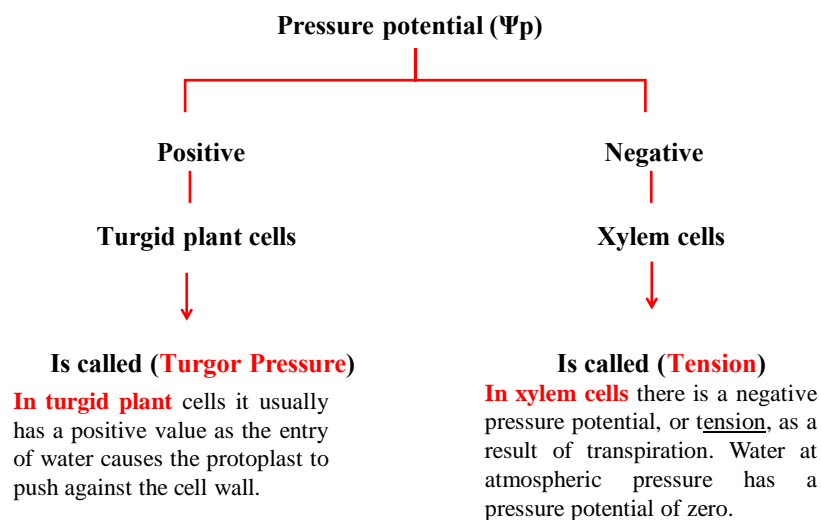 Pressure potential (Ψp)
Positive
Negative
Turgid plant cells
Xylem cells
Is called (Turgor Pressure)
In turgid plant cells it usually
has a positive value as the entry
of water causes the protoplast to
push against the cell wall.
Is called (Tension)
In xylem cells there is a negative
pressure potential, or tension, as a
result of transpiration. Water at
atmospheric pressure has a
pressure potential of zero.